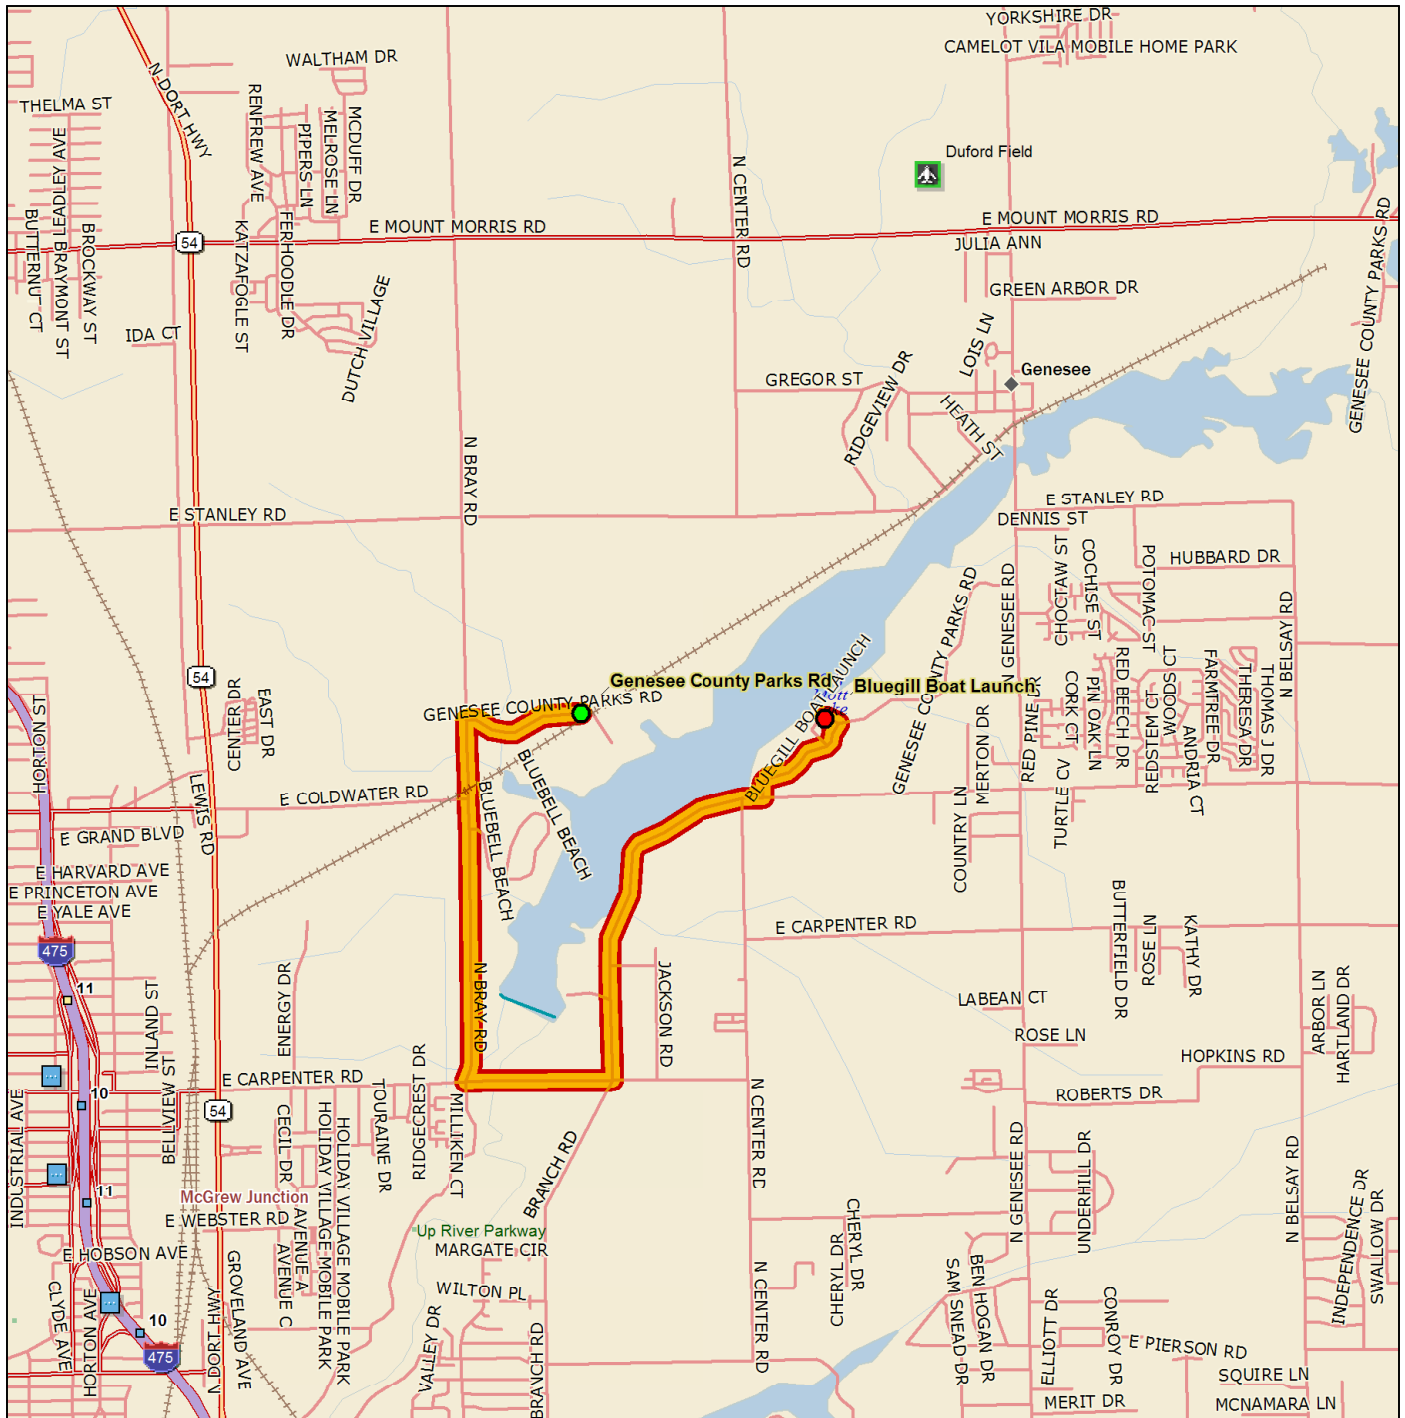 YORKSHIRE DR
CAMELOT VILA MOBILE HOME PARK
WALTHAM DR
N DORT HWY
THELMA ST
RENFREW AVE
PIPERS LN
MELROSE LN
MCDUFF DR
BUTTERNUT CT
LEADLEY AVE
BRAYMONT ST
BROCKWAY ST
N CENTER RD
Duford Field
E MOUNT MORRIS RD
E MOUNT MORRIS RD
54
KATZAFOGLE ST
FERHOODLE DR
DUTCH VILLAGE
IDA CT
JULIA ANN
GREEN ARBOR DR
GENESEE COUNTY PARKS RD
LOIS LN
Genesee
GREGOR ST
RIDGEVIEW DR
HEATH ST
N BRAY RD
E STANLEY RD
E STANLEY RD
DENNIS ST
HUBBARD DR
CHOCTAW ST
COCHISE ST
POTOMAC ST
N GENESEE RD
N BELSAY RD
GENESEE COUNTY PARKS RD
54
HORTON ST
CENTER DR
EAST DR
GENESEE COUNTY PARKS RD
Genesee County Parks Rd
Bluegill Boat Launch
BLUEGILL BOAT LAUNCH
RED PINE DR
CORK CT
PIN OAK LN
RED BEECH DR
REDSTEM CT
WOODS CT
ANDRIA CT
FARMTREE DR
THERESA DR
THOMAS J DR
MERTON DR
TURTLE CV
COUNTRY LN
BLUEBELL BEACH
BLUEBELL BEACH
E COLDWATER RD
LEWIS RD
E GRAND BLVD
E HARVARD AVE
E PRINCETON AVE
E YALE AVE
475
11
E CARPENTER RD
BUTTERFIELD DR
ROSE LN
KATHY DR
ENERGY DR
INLAND ST
N BRAY RD
JACKSON RD
LABEAN CT
ROSE LN
ARBOR LN
HARTLAND DR
HOPKINS RD
ROBERTS DR
E CARPENTER RD
10
54
BELLVIEW ST
INDUSTRIAL AVE
CECIL DR
HOLIDAY VILLAGE MOBILE PARK
HOLIDAY VILLAGE MOBILE PARK
TOURAINE DR
RIDGECREST DR
MILLIKEN CT
BRANCH RD
N CENTER RD
N GENESEE RD
UNDERHILL DR
N BELSAY RD
INDEPENDENCE DR
SWALLOW DR
11
McGrew Junction
E WEBSTER RD
AVENUE A
AVENUE C
Up River Parkway
MARGATE CIR
E HOBSON AVE
GROVELAND AVE
WILTON PL
CHERYL DR
CHERYL DR
SAM SNEAD DR
BEN HOGAN DR
ELLIOTT DR
CONROY DR
E PIERSON RD
CLYDE AVE
HORTON AVE
10
475
N DORT HWY
VALLEY DR
BRANCH RD
N CENTER RD
SQUIRE LN
MERIT DR
MCNAMARA LN